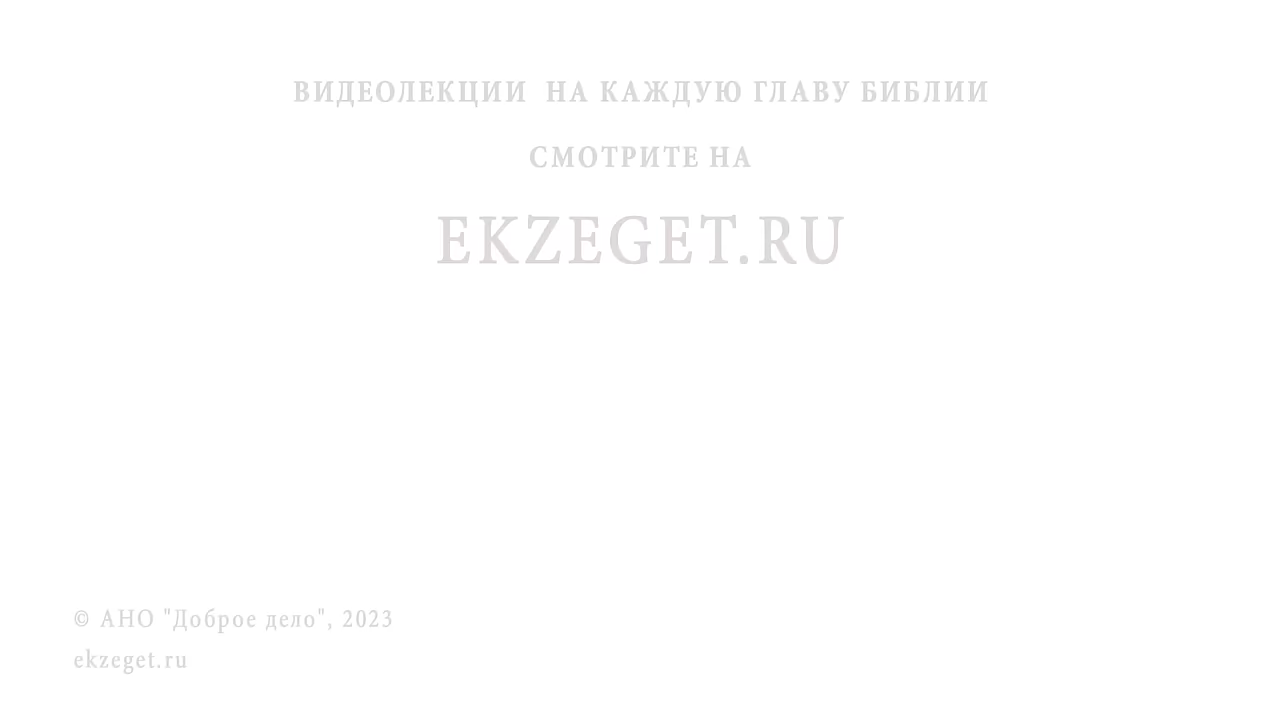 ВИДЕОЛЕКЦИИ НА КАЖДУЮ ГЛАВУ БИБЛИИ
СМОТРИТЕ НА
EKZEGET.RU
© АНО "Доброе дело", 2023
ekzeget.ru